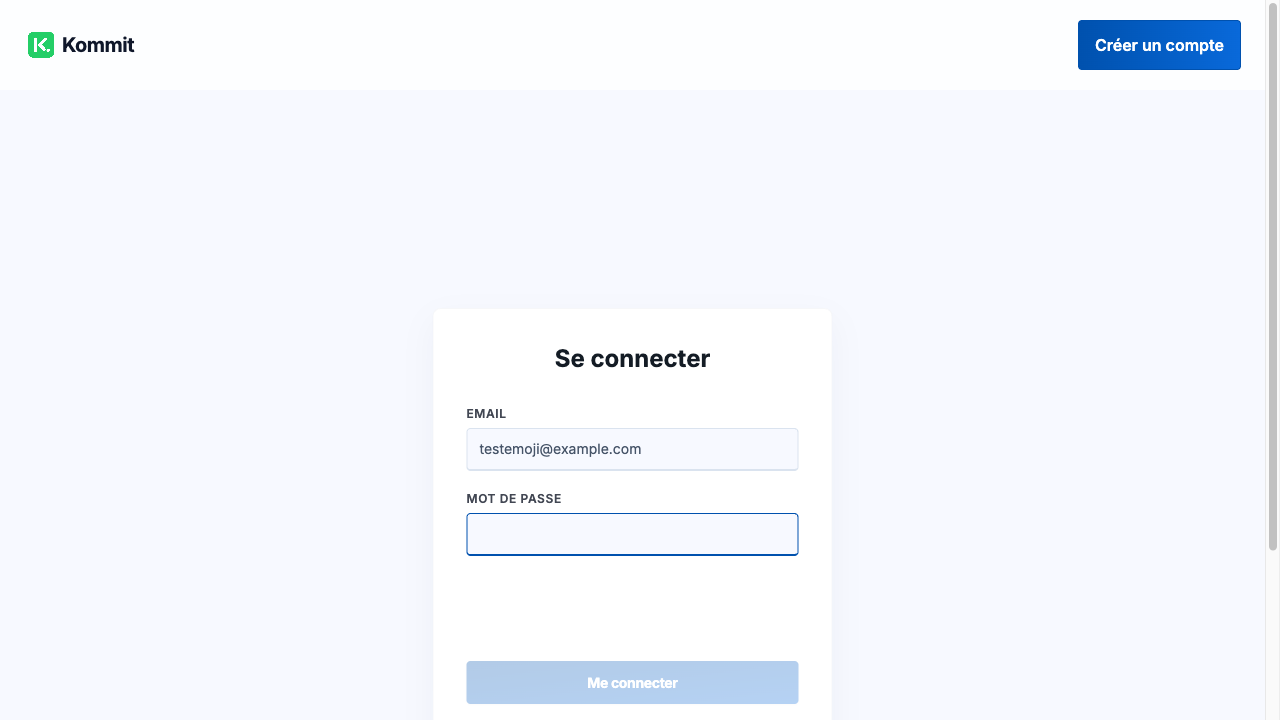 Kommit
Créer un compte
Se connecter
EMAIL
testemoji@example.com
MOT DE PASSE
Me connecter